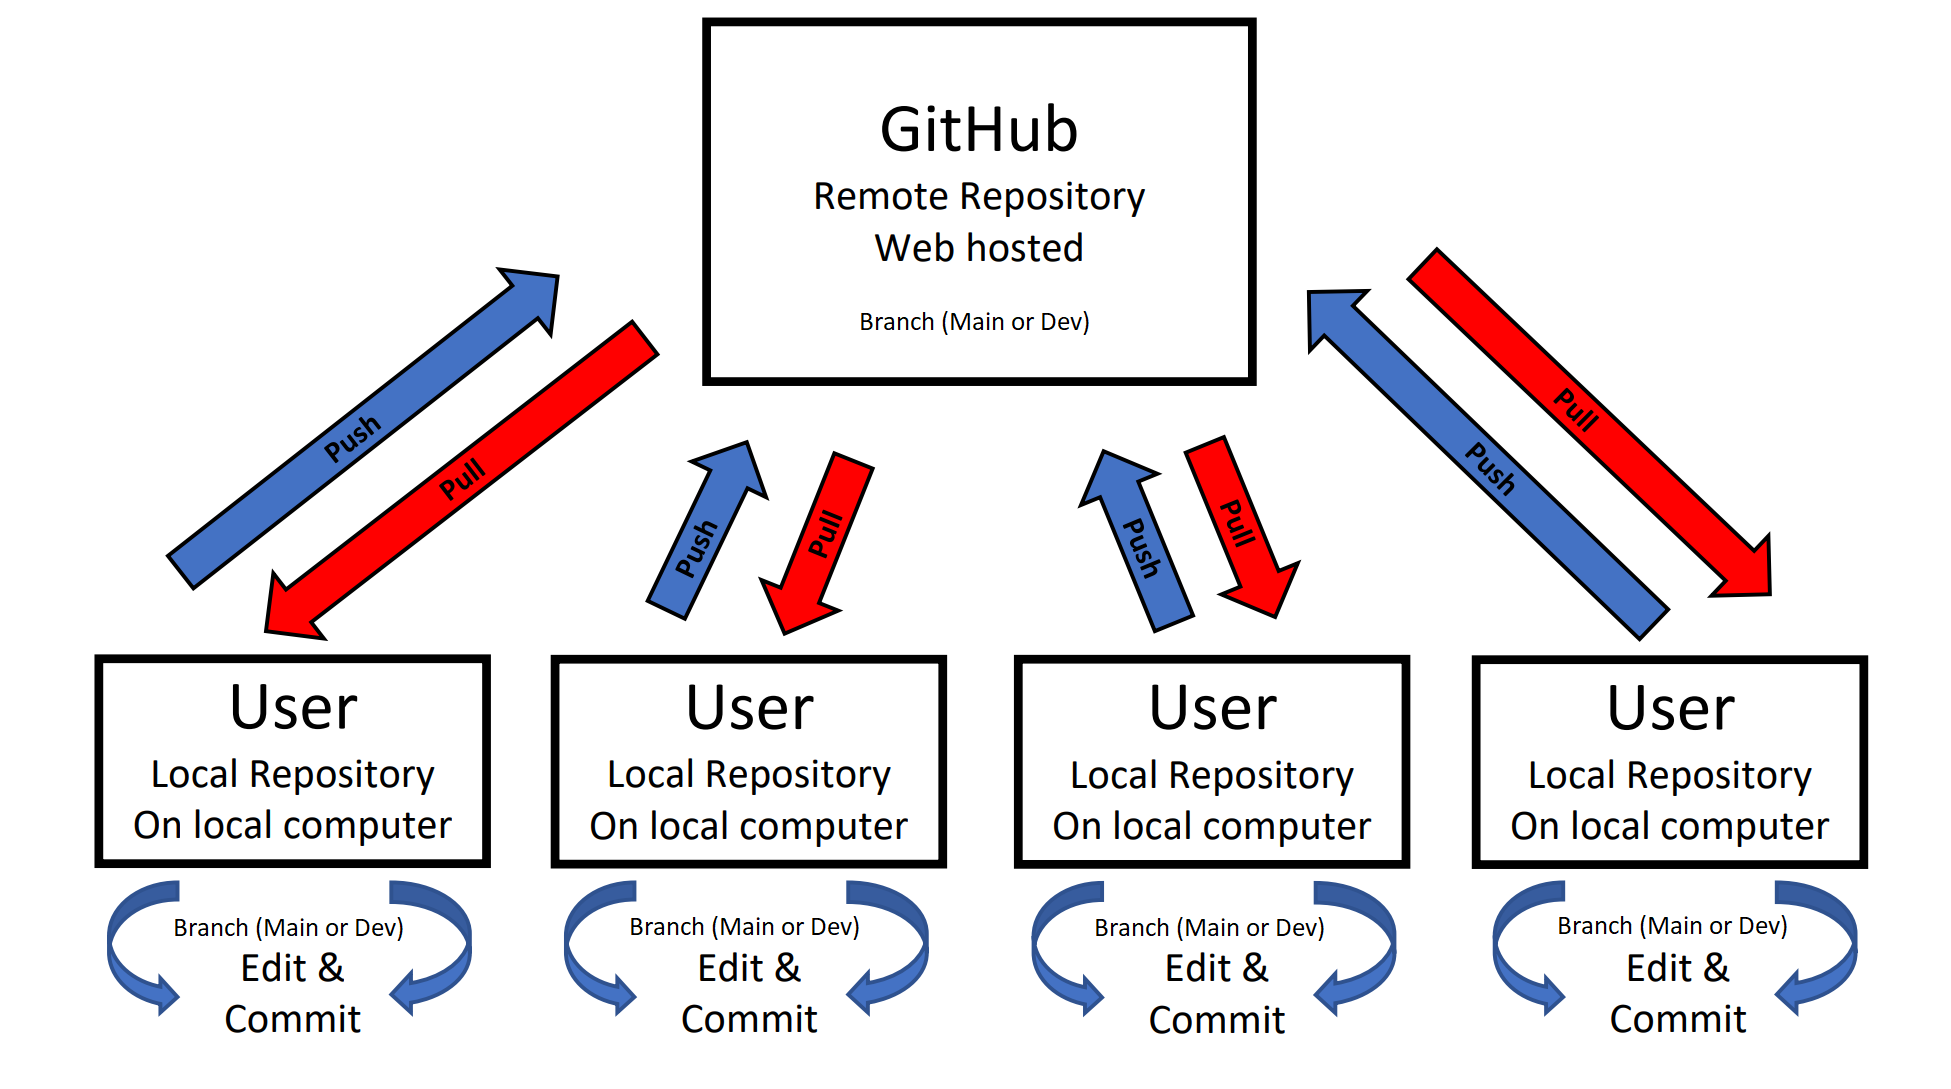 GitHub
Remote Repository
Web hosted
Branch (Main or Dev)
Push
Pull
Push
Pull
Push
Pull
Push
Pull
User
Local Repository
On local computer
User
Local Repository
On local computer
User
Local Repository
On local computer
User
Local Repository
On local computer
Branch (Main or Dev)
Edit &
Commit
Branch (Main or Dev)
Edit &
Commit
Branch (Main or Dev)
Edit &
Commit
Branch (Main or Dev)
Edit &
Commit